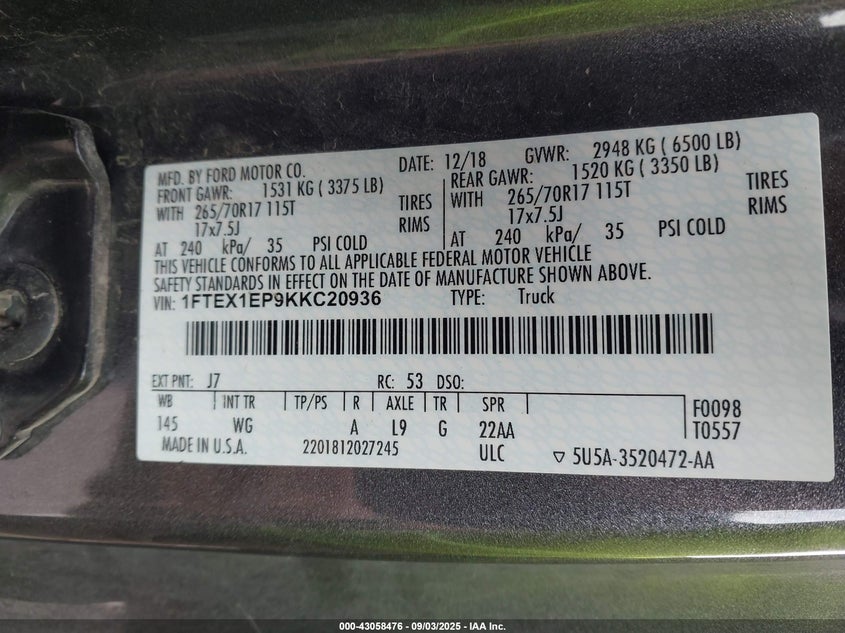 MFD. BY FORD MOTOR CO. DATE: 12/18 GVWR: 2948 KG ( 6500 LB)
FRONT GAWR: 1531 KG ( 3375 LB) REAR GAWR: 1520 KG ( 3350 LB)
WITH 265/70R17 115T TIRES WITH 265/70R17 115T TIRES
17x7.5J RIMS 17x7.5J RIMS
AT 240 kPa/ 35 PSI COLD AT 240 kPa/ 35 PSI COLD
THIS VEHICLE CONFORMS TO ALL APPLICABLE FEDERAL MOTOR VEHICLE
SAFETY STANDARDS IN EFFECT ON THE DATE OF MANUFACTURE SHOWN ABOVE.
VIN: 1FTEX1EP9KKC20936 TYPE: Truck
EXT PNT: J7 RC: 53 DSO:
WB INT TR TP/PS R AXLE TR SPR F0098
145 WG A L9 G 22AA T0557
MADE IN U.S.A. 2201812027245 ULC ▽ 5U5A-3520472-AA
000-43058476 - 09/03/2025 - IAA Inc.